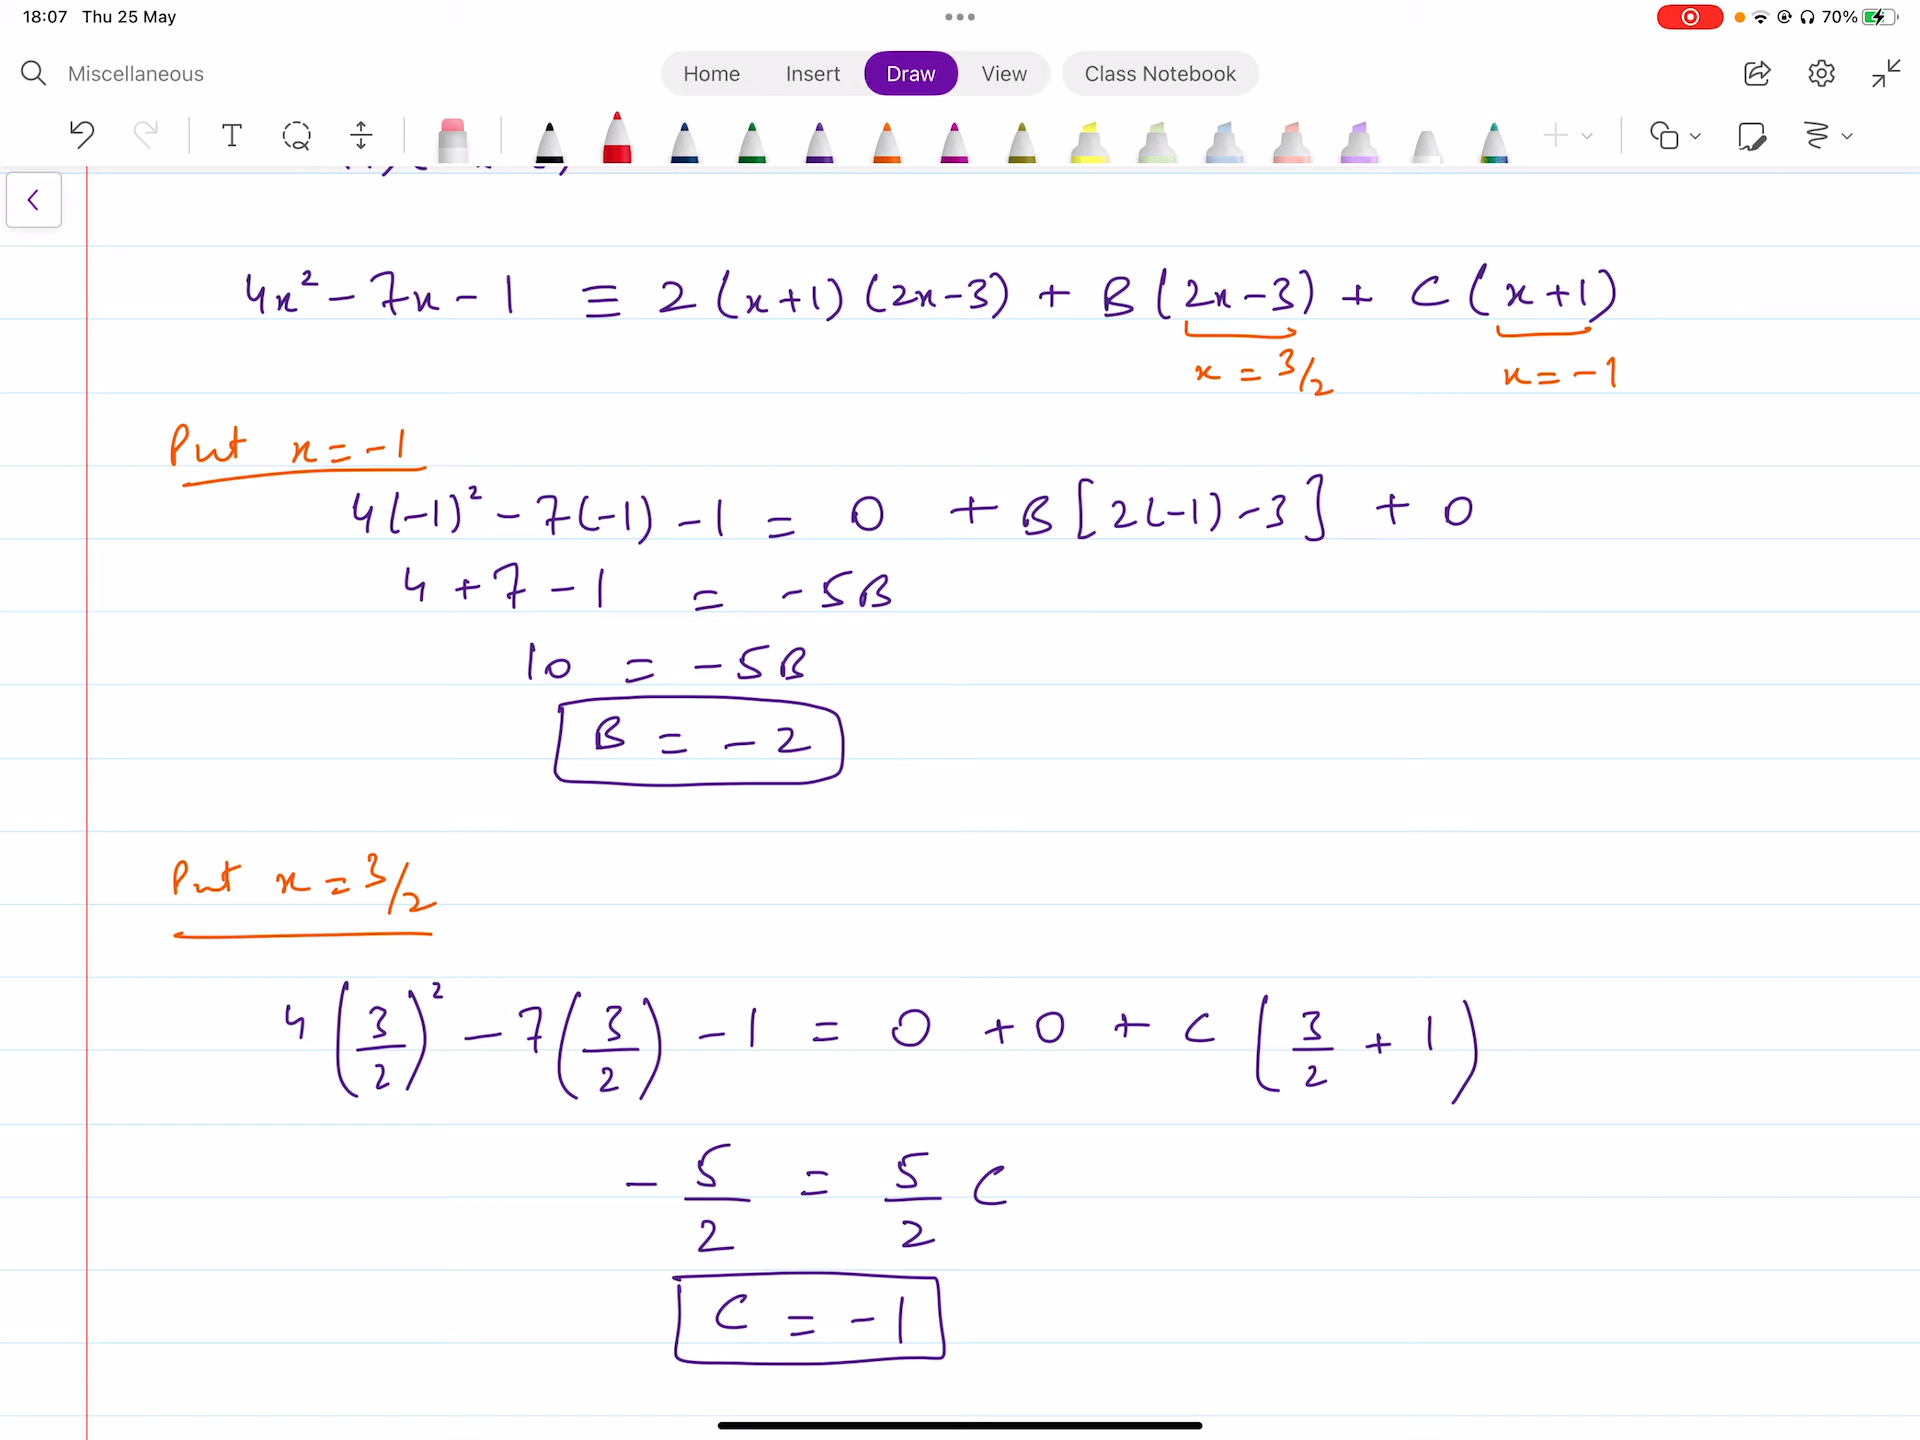 18:07 Thu 25 May 70%
Miscellaneous Home Insert Draw View Class Notebook
T
4x² - 7x - 1 ≡ 2(x+1)(2x-3) + B(2x-3) + C(x+1)
x = 3/2 x = -1
Put x = -1
4(-1)² - 7(-1) - 1 = 0 + B[2(-1) - 3] + 0
4 + 7 - 1 = -5B
10 = -5B
B = -2
Put x = 3/2
4(3/2)² - 7(3/2) - 1 = 0 + 0 + C(3/2 + 1)
-5/2 = 5/2 C
C = -1